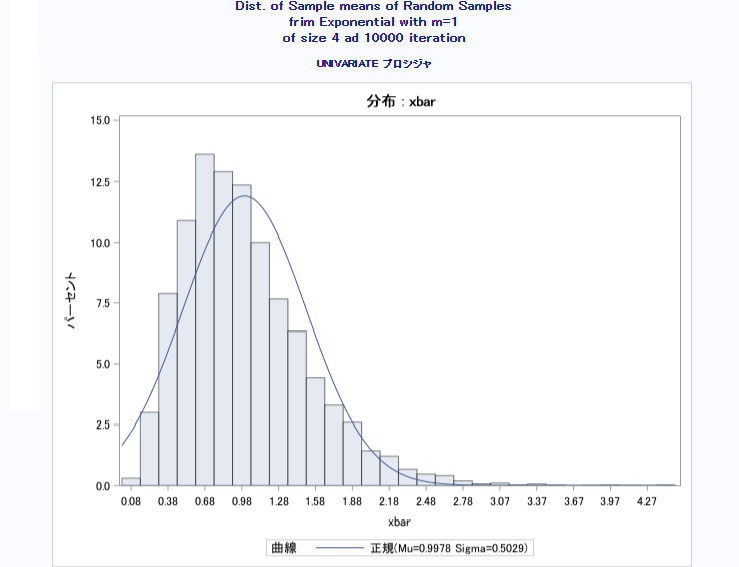 Dist. of Sample means of Random Samples
frim Exponential with m=1
of size 4 ad 10000 iteration
UNIVARIATE プロシジャ
分布 : xbar
15.0
12.5
10.0
7.5
5.0
2.5
0.0
パーセント
0.08 0.38 0.68 0.98 1.28 1.58 1.88 2.18 2.48 2.78 3.07 3.37 3.67 3.97 4.27
xbar
曲線 正規(Mu=0.9978 Sigma=0.5029)